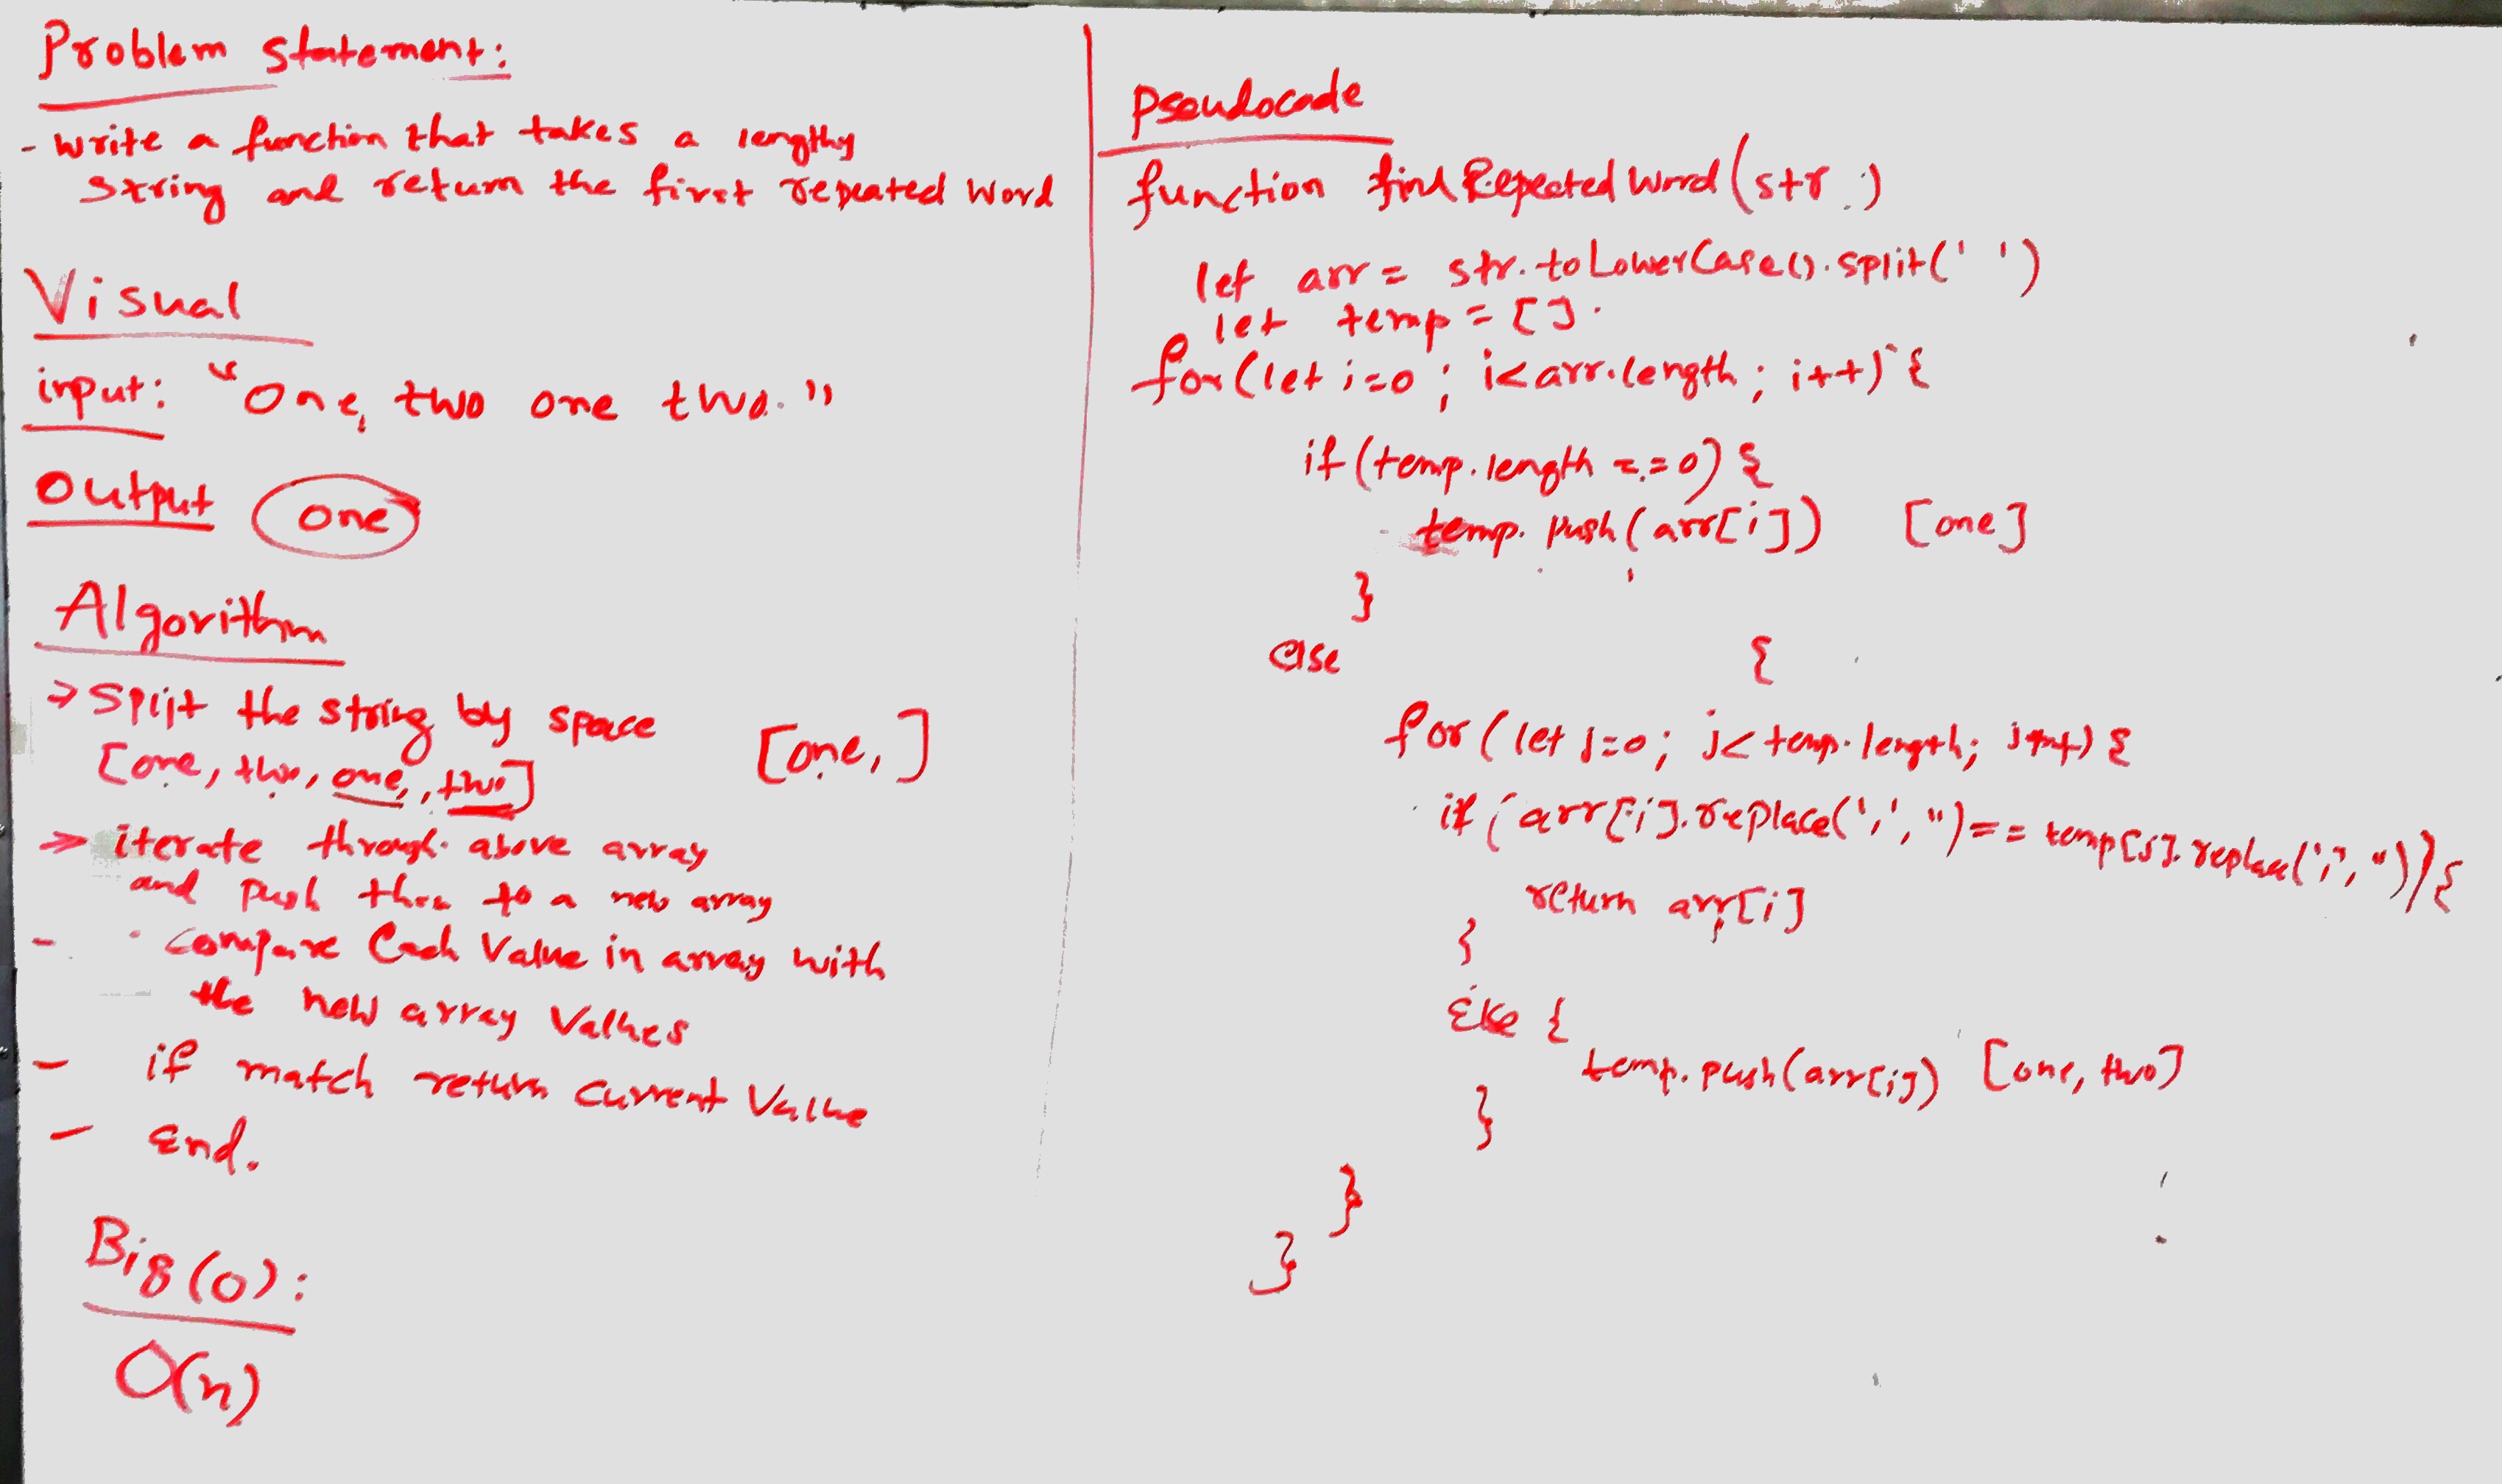 Problem statement:
- write a function that takes a lengthy
string and return the first repeated word
Visual
input: "One, two one two."
Output one
Algorithm
> Split the string by space
[one, two, one, two] [one, ]
> iterate through above array
and push then to a new array
- compare Each Value in array with
the new array Values
- if match return current Value
- End.
Big(O):
O(n)
Pseudocode
function findRepeatedWord(str)
let arr = str.toLowerCase().split(' ')
let temp = [].
for(let i=0; i<arr.length; i++) {
if (temp.length ==0) {
temp.push(arr[i]) [one]
}
else {
for (let j=0; j<temp.length; j++) {
if (arr[i].replace(',','')== temp[j].replace(',','')){
return arr[i]
}
Else {
temp.push(arr[i]) [one, two]
}
}
}